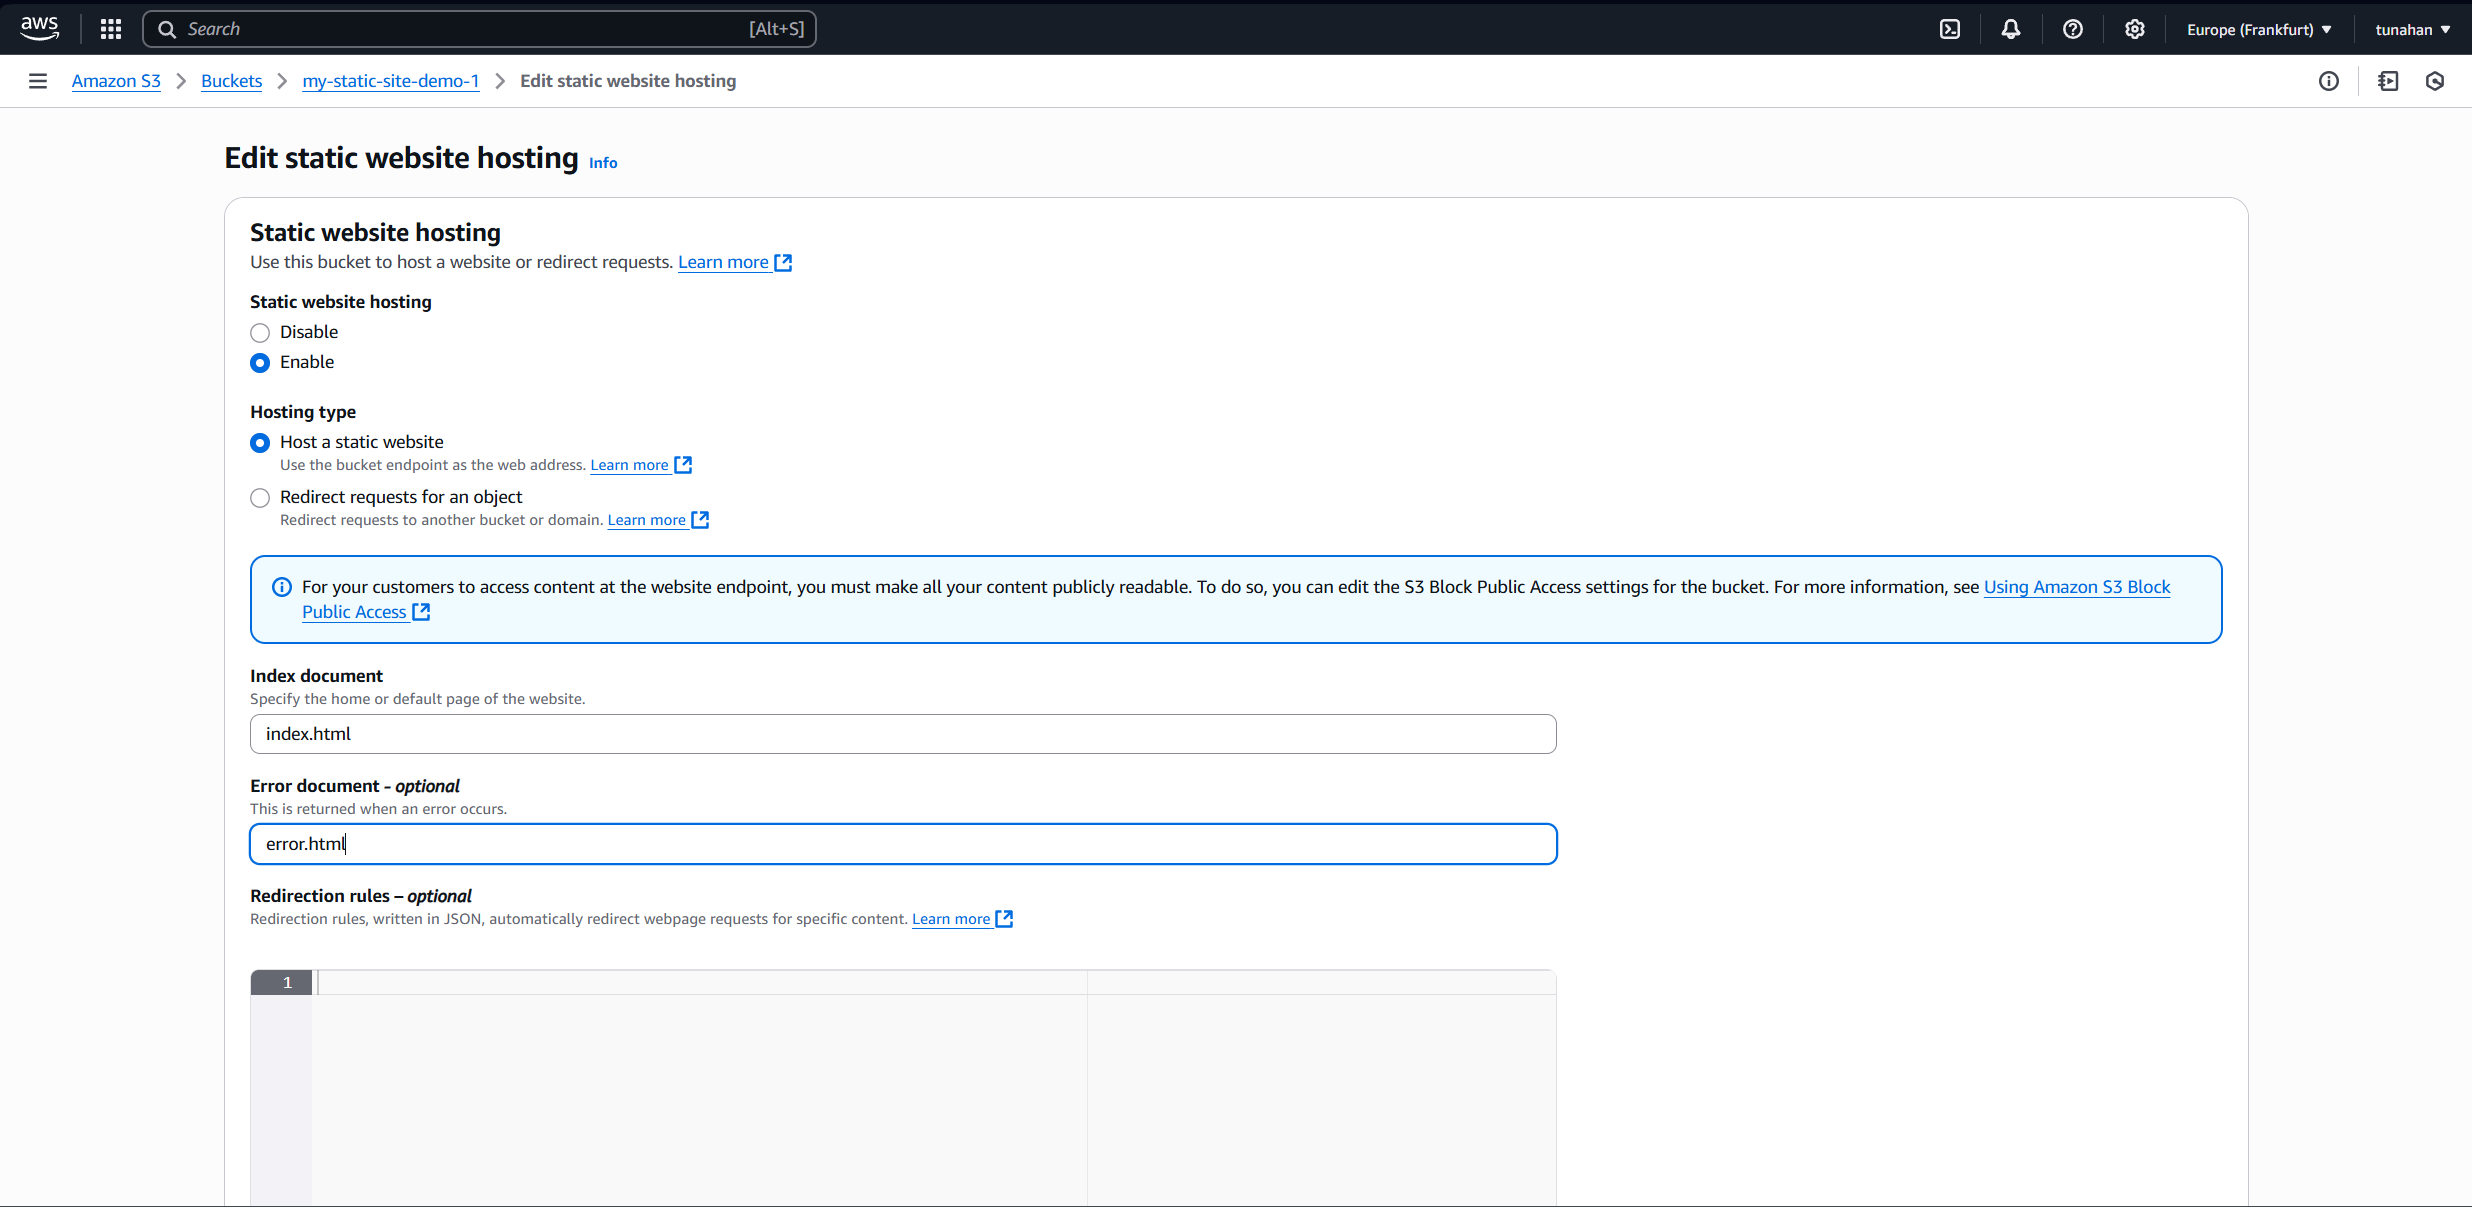 aws
Search [Alt+S] Europe (Frankfurt) tunahan
Amazon S3 Buckets my-static-site-demo-1 Edit static website hosting
Edit static website hosting Info
Static website hosting
Use this bucket to host a website or redirect requests. Learn more
Static website hosting
Disable
Enable
Hosting type
Host a static website
Use the bucket endpoint as the web address. Learn more
Redirect requests for an object
Redirect requests to another bucket or domain. Learn more
For your customers to access content at the website endpoint, you must make all your content publicly readable. To do so, you can edit the S3 Block Public Access settings for the bucket. For more information, see Using Amazon S3 Block
Public Access
Index document
Specify the home or default page of the website.
index.html
Error document - optional
This is returned when an error occurs.
error.html
Redirection rules – optional
Redirection rules, written in JSON, automatically redirect webpage requests for specific content. Learn more
1